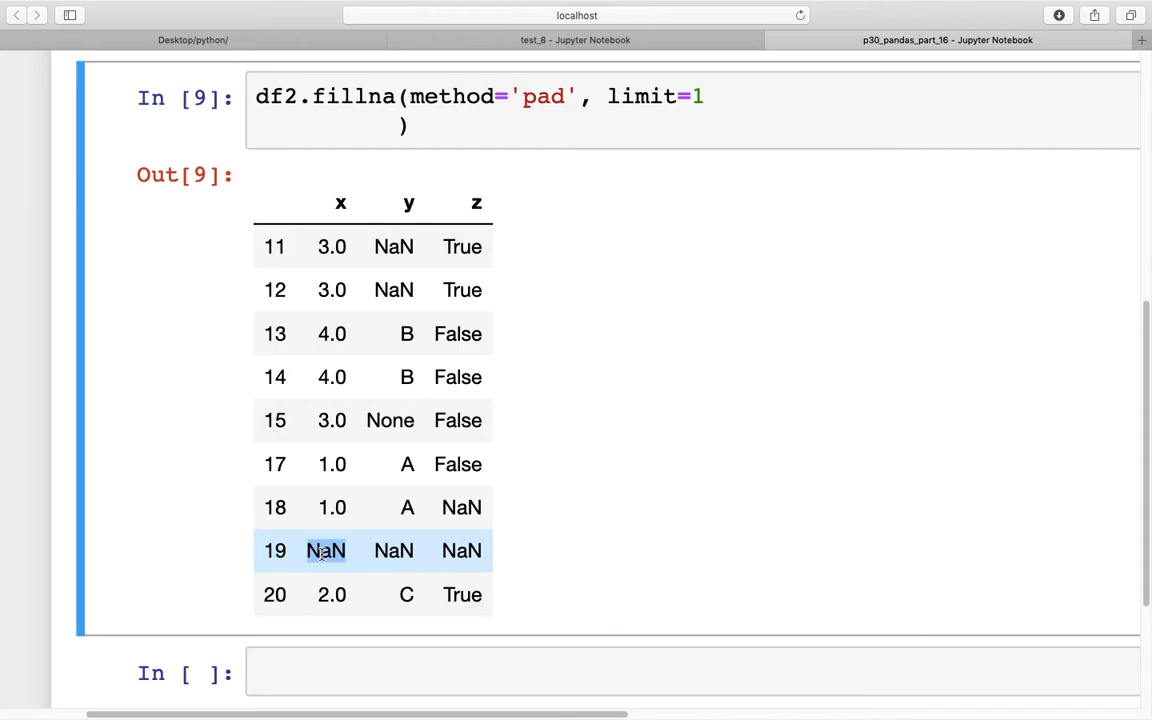 localhost
Desktop/python/
test_8 - Jupyter Notebook
p30_pandas_part_16 - Jupyter Notebook
In [9]:
df2.fillna(method='pad', limit=1
)
Out[9]:
x y z
11 3.0 NaN True
12 3.0 NaN True
13 4.0 B False
14 4.0 B False
15 3.0 None False
17 1.0 A False
18 1.0 A NaN
19 NaN NaN NaN
20 2.0 C True
In [ ]: